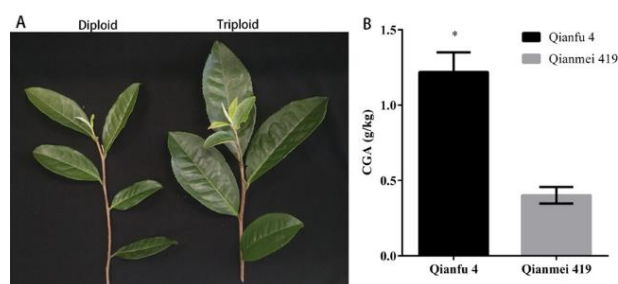 A
Diploid
Triploid
B
CGA (g/kg)
1.5
1.0
0.5
0.0
*
Qianfu 4
Qianmei 419
Qianfu 4
Qianmei 419